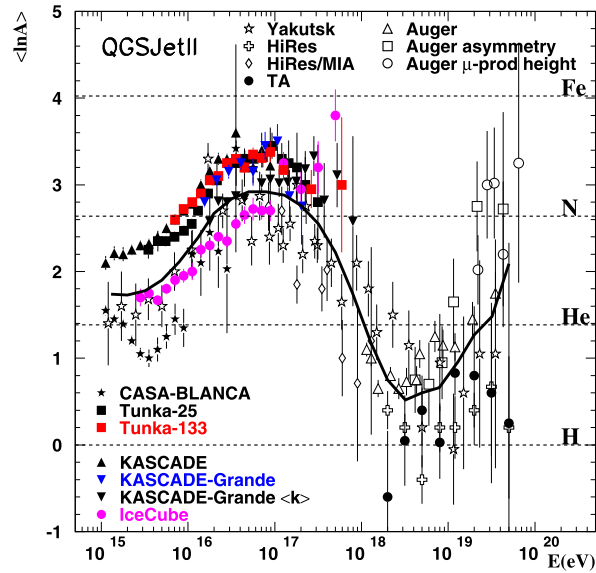 <lnA>
5
4
3
2
1
0
-1
QGSJetII
Yakutsk
HiRes
HiRes/MIA
TA
Auger
Auger asymmetry
Auger μ-prod height
Fe
N
He
H
CASA-BLANCA
Tunka-25
Tunka-133
KASCADE
KASCADE-Grande
KASCADE-Grande <k>
IceCube
10^15 10^16 10^17 10^18 10^19 10^20
E(eV)